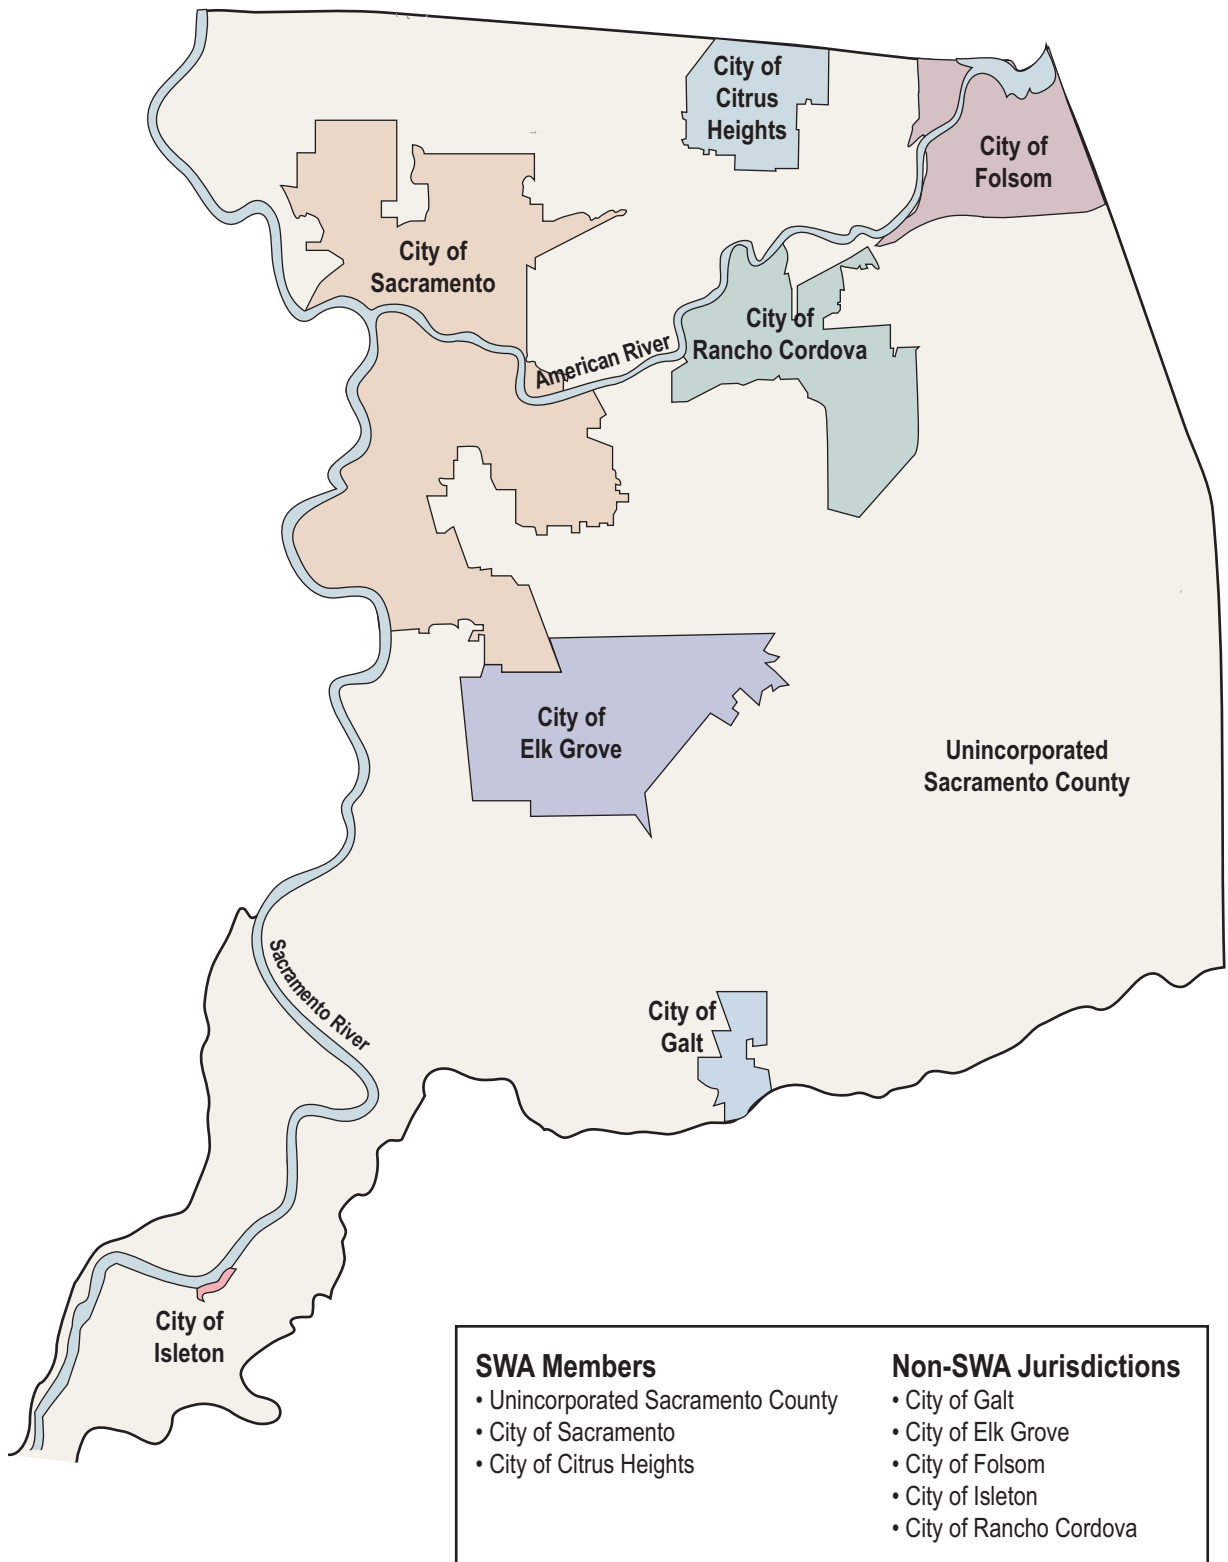 City of
Citrus
Heights
City of
Folsom
City of
Sacramento
City of
Rancho Cordova
American River
City of
Elk Grove
Unincorporated
Sacramento County
Sacramento River
City of
Galt
City of
Isleton
SWA Members
• Unincorporated Sacramento County
• City of Sacramento
• City of Citrus Heights
Non-SWA Jurisdictions
• City of Galt
• City of Elk Grove
• City of Folsom
• City of Isleton
• City of Rancho Cordova